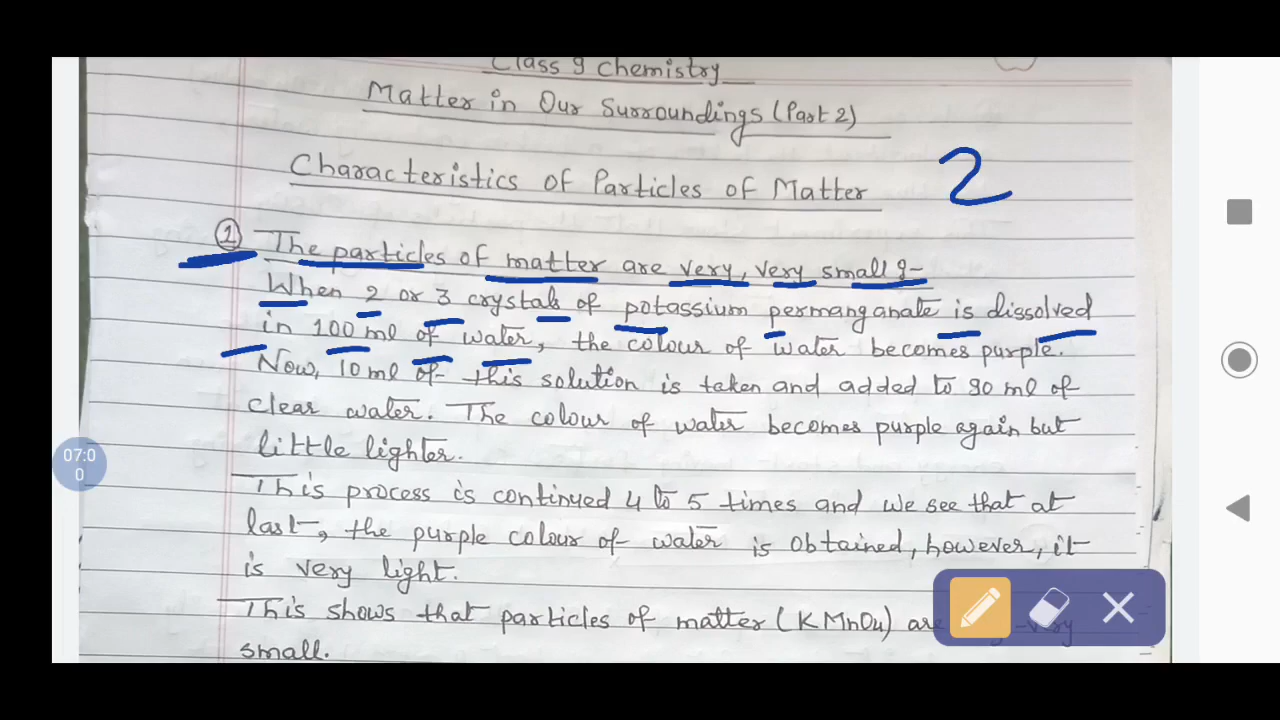 Class 9 Chemistry
Matter in Our Surroundings (Part 2)
Characteristics of Particles of Matter 2
① The particles of matter are very, very small :-
When 2 or 3 crystals of potassium permanganate is dissolved
in 100 ml of water, the colour of water becomes purple.
Now, 10 ml of this solution is taken and added to 90 ml of
clear water. The colour of water becomes purple again but
little lighter.
07:00
This process is continued 4 to 5 times and we see that at
last, the purple colour of water is obtained, however, it
is very light.
This shows that particles of matter (KMnO4) are
small.